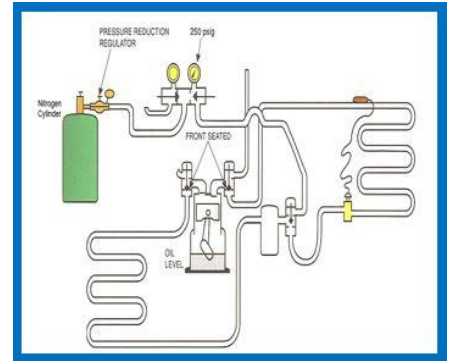 PRESSURE REDUCTION
REGULATOR
250 psig
Nitrogen
Cylinder
FRONT SEATED
OIL
LEVEL